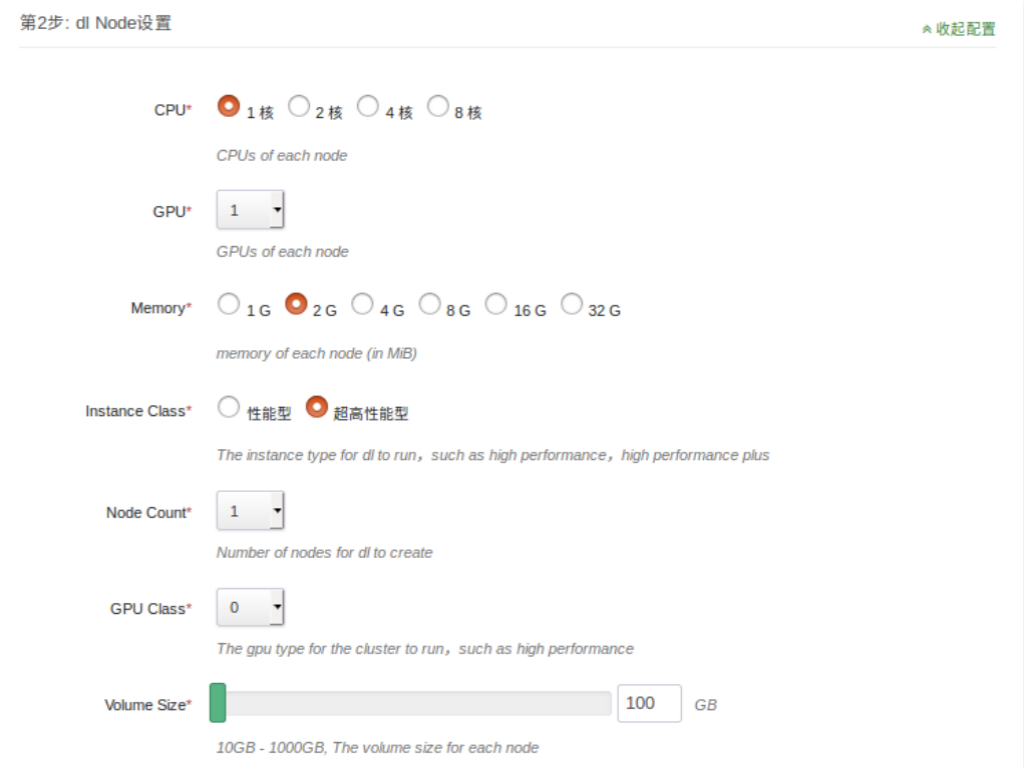 第2步: dl Node设置
收起配置
CPU* 1 核 2 核 4 核 8 核
CPUs of each node
GPU* 1
GPUs of each node
Memory* 1 G 2 G 4 G 8 G 16 G 32 G
memory of each node (in MiB)
Instance Class* 性能型 超高性能型
The instance type for dl to run，such as high performance，high performance plus
Node Count* 1
Number of nodes for dl to create
GPU Class* 0
The gpu type for the cluster to run，such as high performance
Volume Size* 100 GB
10GB - 1000GB, The volume size for each node